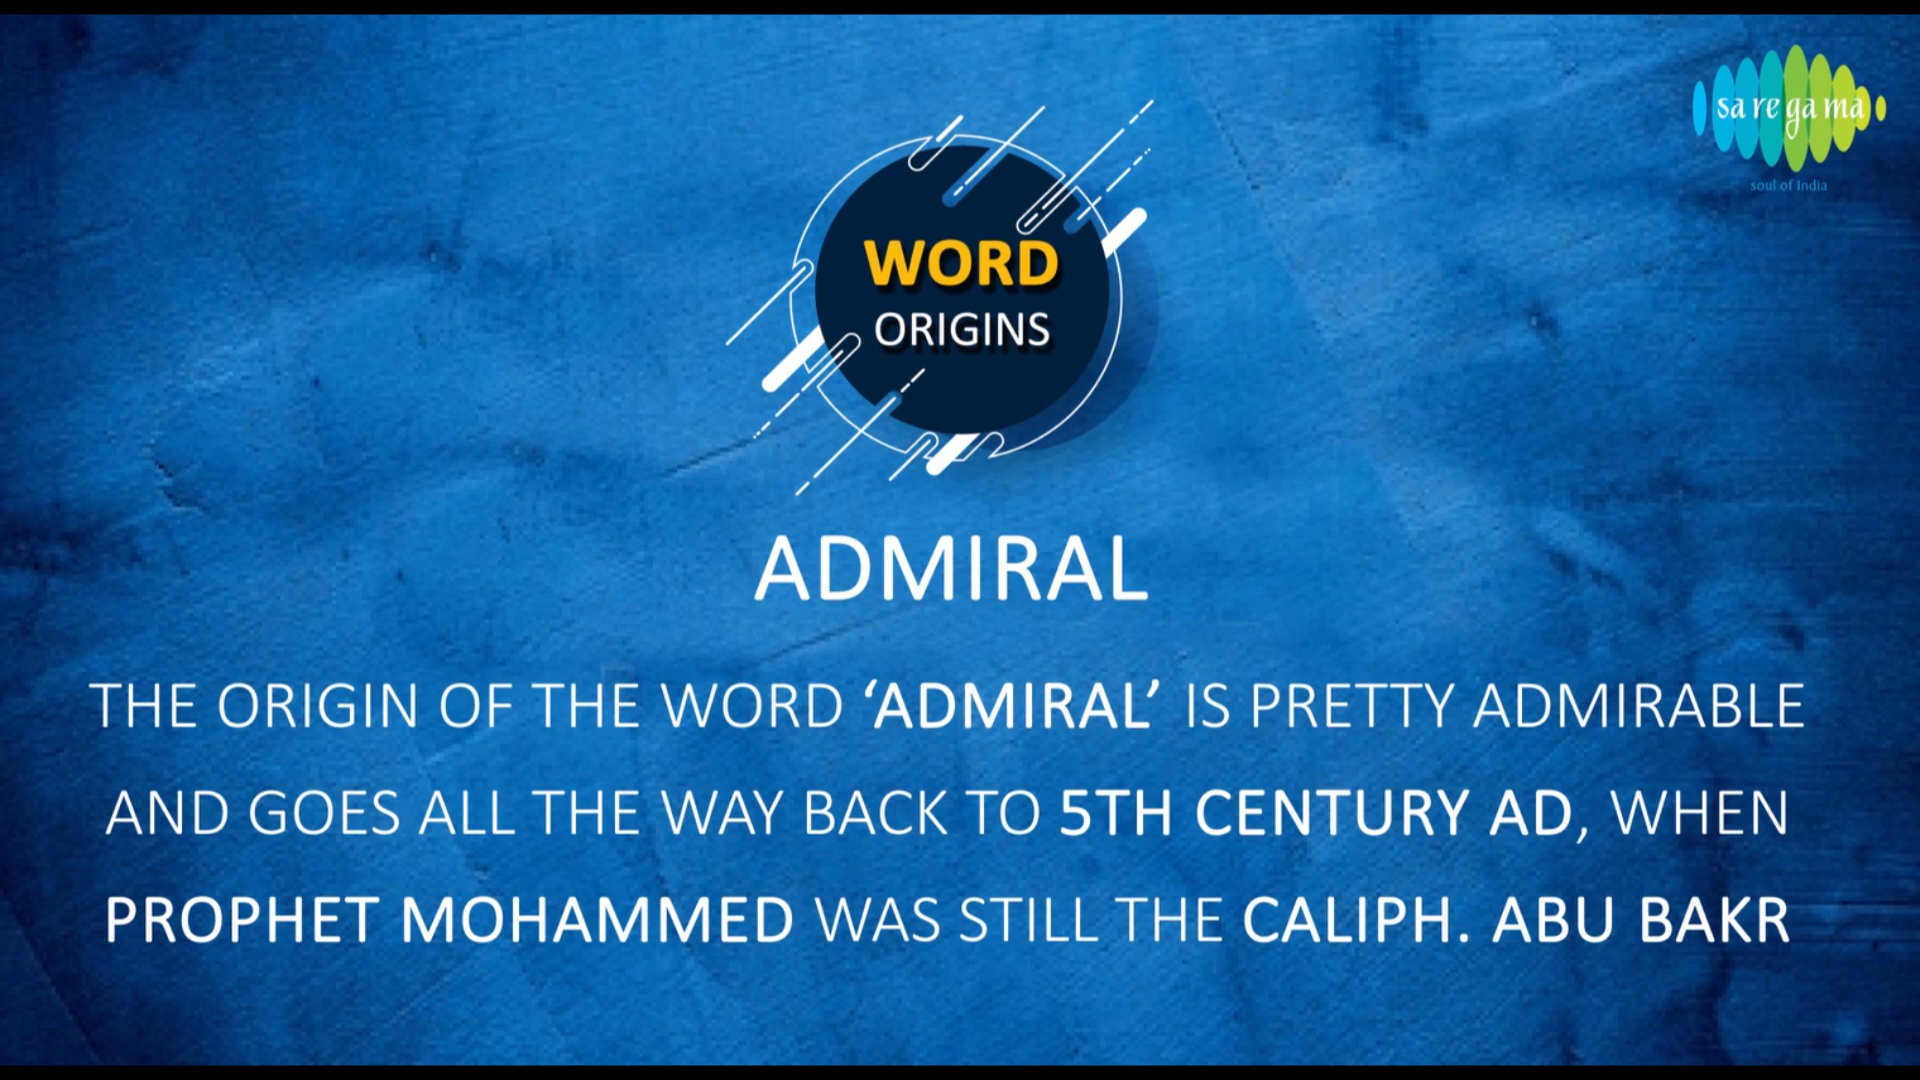 sa re ga ma
soul of India
WORD
ORIGINS
ADMIRAL
THE ORIGIN OF THE WORD ‘ADMIRAL’ IS PRETTY ADMIRABLE
AND GOES ALL THE WAY BACK TO 5TH CENTURY AD, WHEN
PROPHET MOHAMMED WAS STILL THE CALIPH. ABU BAKR